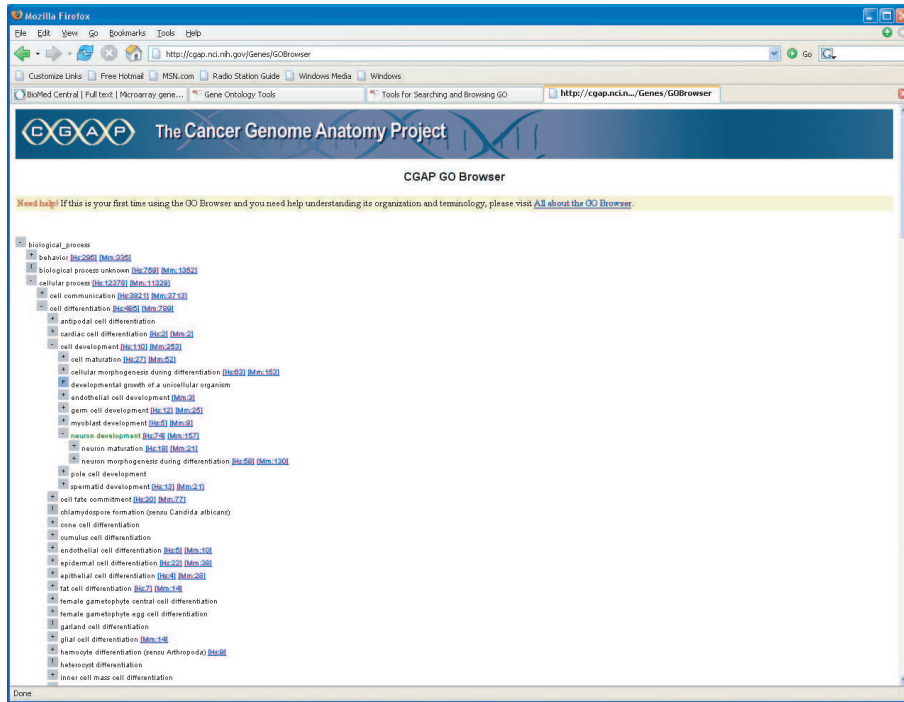 Mozilla Firefox
File Edit View Go Bookmarks Tools Help
http://cgap.nci.nih.gov/Genes/GOBrowser Go
Customize Links Free Hotmail MSN.com Radio Station Guide Windows Media Windows
BioMed Central | Full text | Microarray gene... Gene Ontology Tools Tools for Searching and Browsing GO http://cgap.nci.n.../Genes/GOBrowser
CGAP The Cancer Genome Anatomy Project
CGAP GO Browser
Need help! If this is your first time using the GO Browser and you need help understanding its organization and terminology, please visit All about the GO Browser.
biological_process
behavior [Hs:295] [Mm:335]
biological process unknown [Hs:759] [Mm:1352]
cellular process [Hs:12379] [Mm:11329]
cell communication [Hs:3821] [Mm:3713]
cell differentiation [Hs:485] [Mm:789]
antipodal cell differentiation
cardiac cell differentiation [Hs:2] [Mm:2]
cell development [Hs:110] [Mm:253]
cell maturation [Hs:27] [Mm:52]
cellular morphogenesis during differentiation [Hs:83] [Mm:153]
developmental growth of a unicellular organism
endothelial cell development [Mm:3]
germ cell development [Hs:12] [Mm:25]
myoblast development [Hs:5] [Mm:8]
neuron development [Hs:74] [Mm:157]
neuron maturation [Hs:18] [Mm:21]
neuron morphogenesis during differentiation [Hs:58] [Mm:130]
pole cell development
spermatid development [Hs:13] [Mm:21]
cell fate commitment [Hs:20] [Mm:77]
chlamydospore formation (sensu Candida albicans)
cone cell differentiation
cumulus cell differentiation
endothelial cell differentiation [Hs:5] [Mm:10]
epidermal cell differentiation [Hs:22] [Mm:38]
epithelial cell differentiation [Hs:4] [Mm:28]
fat cell differentiation [Hs:7] [Mm:14]
female gametophyte central cell differentiation
female gametophyte egg cell differentiation
garland cell differentiation
glial cell differentiation [Mm:14]
hemocyte differentiation (sensu Arthropoda) [Hs:9]
heterocyst differentiation
inner cell mass cell differentiation
Done